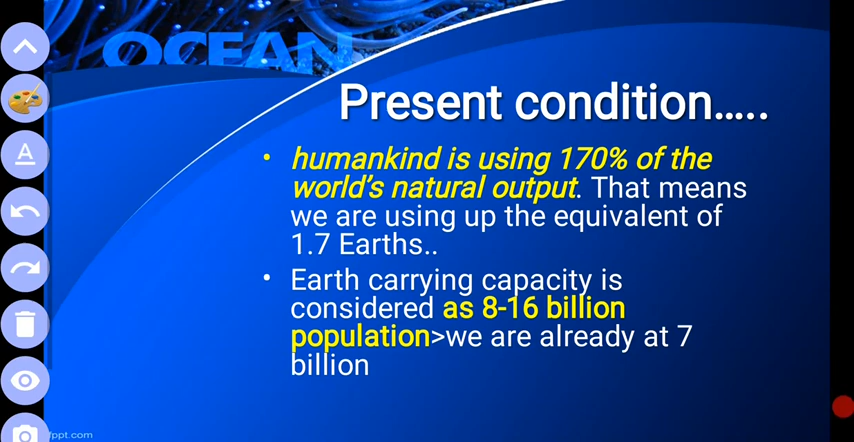 OCEAN
Present condition.....
• humankind is using 170% of the
world's natural output. That means
we are using up the equivalent of
1.7 Earths..
• Earth carrying capacity is
considered as 8-16 billion
population>we are already at 7
billion
A
fppt.com